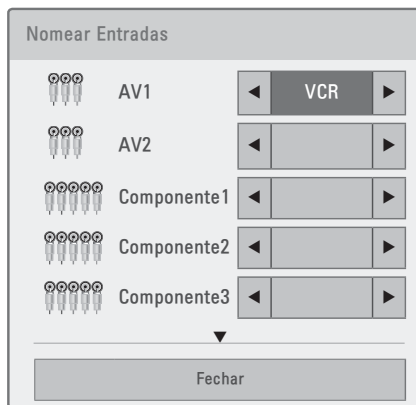 Nomear Entradas
AV1 VCR
AV2
Componente1
Componente2
Componente3
Fechar